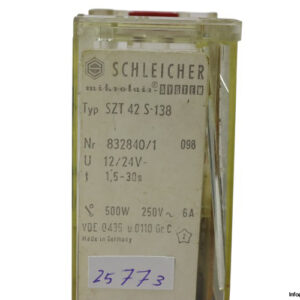 SCHLEICHER
mikrolais® SYSTEM
Typ SZT 42 S-138
Nr 832840/1 098
U 12/24V-
t 1,5-30s
500W 250V~ 6A
VDE 0435 u 0110 Gr C
Made in Germany
25773